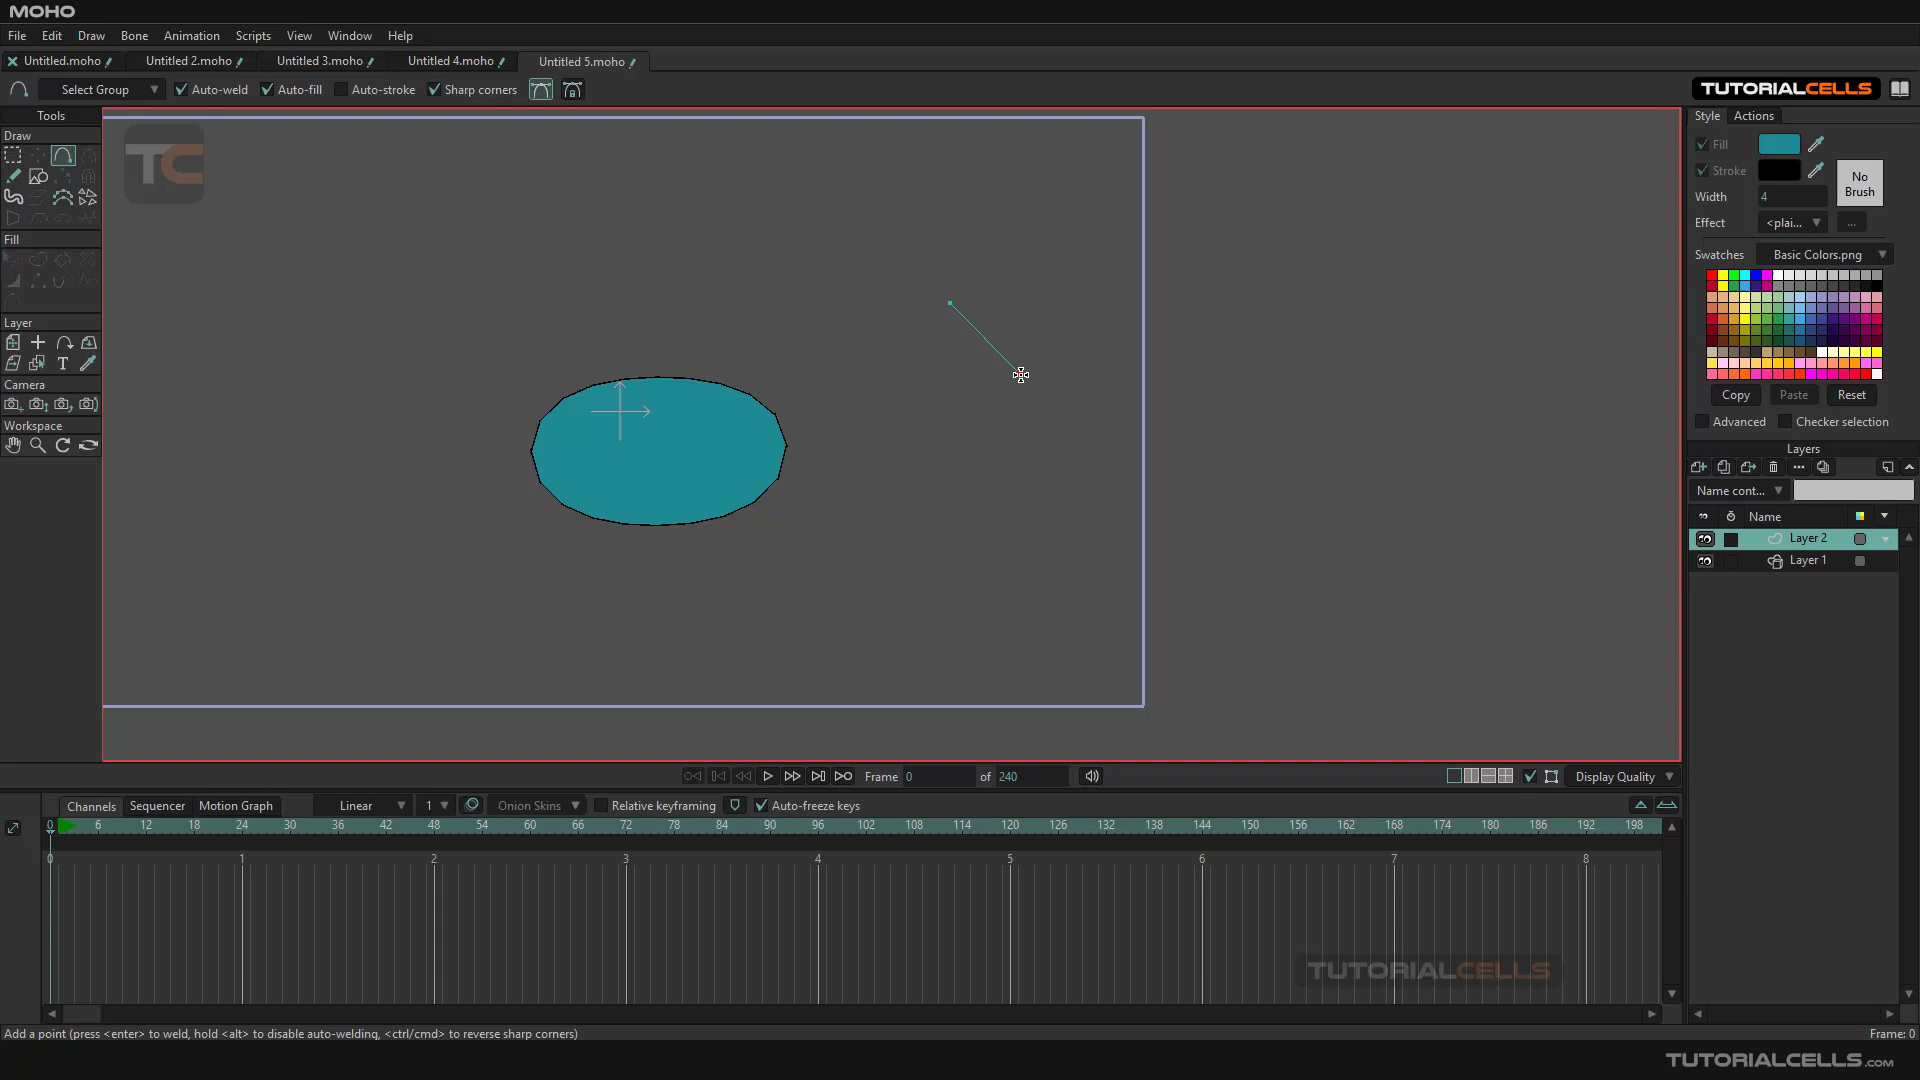 MOHO
File Edit Draw Bone Animation Scripts View Window Help
Untitled.moho Untitled 2.moho Untitled 3.moho Untitled 4.moho Untitled 5.moho
Select Group Auto-weld Auto-fill Auto-stroke Sharp corners
TUTORIALCELLS
Tools
Draw
Fill
Layer
T
Camera
Workspace
TC
Style Actions
Fill
Stroke
No Brush
Width 4
Effect <plai... ...
Swatches Basic Colors.png
Copy Paste Reset
Advanced Checker selection
Layers
Name cont...
Name
Layer 2
Layer 1
Frame 0 of 240
Display Quality
Channels Sequencer Motion Graph Linear 1 Onion Skins Relative keyframing Auto-freeze keys
0 6 12 18 24 30 36 42 48 54 60 66 72 78 84 90 96 102 108 114 120 126 132 138 144 150 156 162 168 174 180 186 192 198
0 1 2 3 4 5 6 7 8
TUTORIALCELLS
Add a point (press <enter> to weld, hold <alt> to disable auto-welding, <ctrl/cmd> to reverse sharp corners)
Frame: 0
TUTORIALCELLS.com